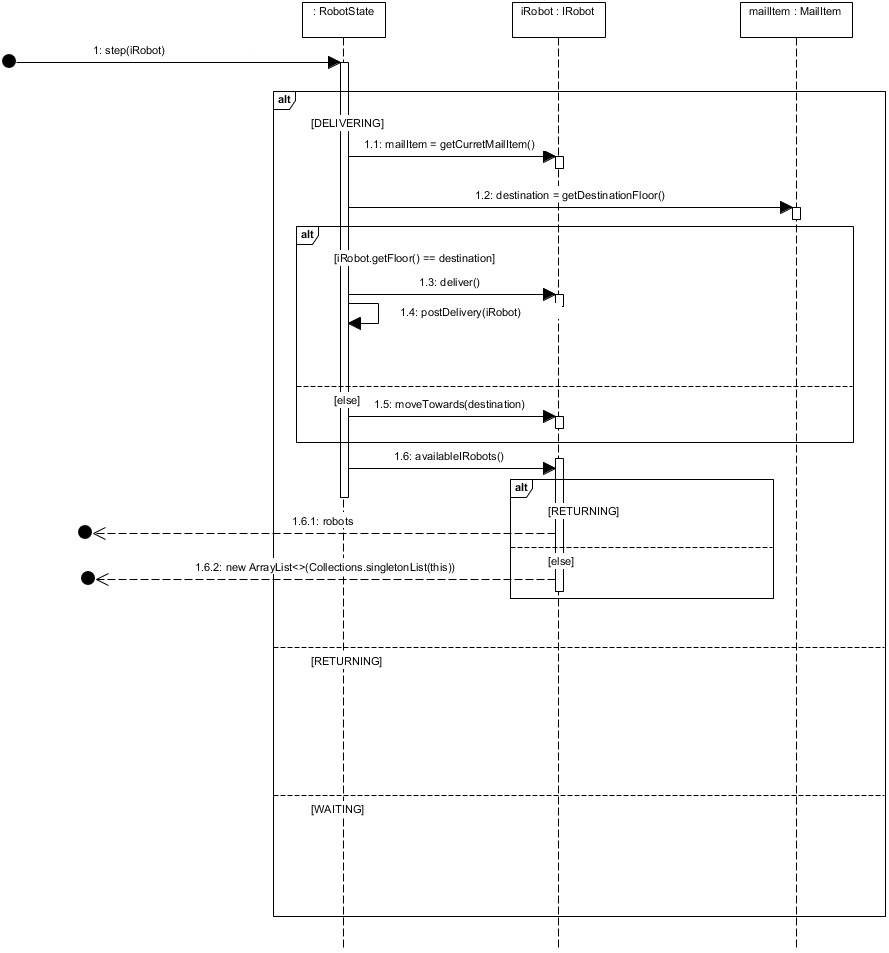 : RobotState
iRobot : IRobot
mailItem : MailItem
1: step(iRobot)
alt
[DELIVERING]
1.1: mailItem = getCurretMailItem()
1.2: destination = getDestinationFloor()
alt
[iRobot.getFloor() == destination]
1.3: deliver()
1.4: postDelivery(iRobot)
[else]
1.5: moveTowards(destination)
1.6: availableIRobots()
alt
[RETURNING]
1.6.1: robots
[else]
1.6.2: new ArrayList<>(Collections.singletonList(this))
[RETURNING]
[WAITING]